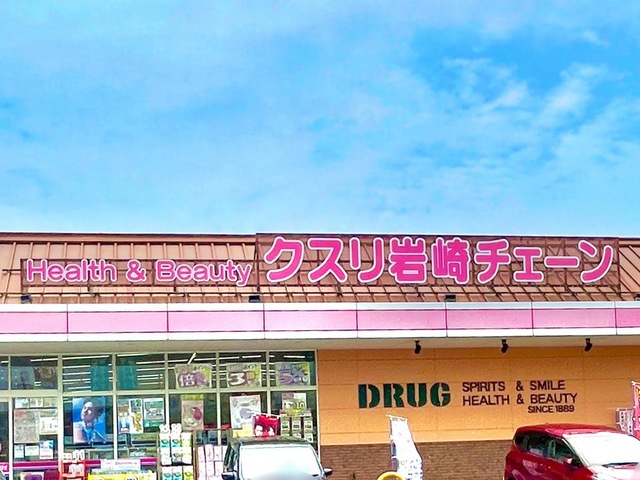 Health & Beauty クスリ岩崎チェーン
DRUG
SPIRITS & SMILE
HEALTH & BEAUTY
SINCE 1889